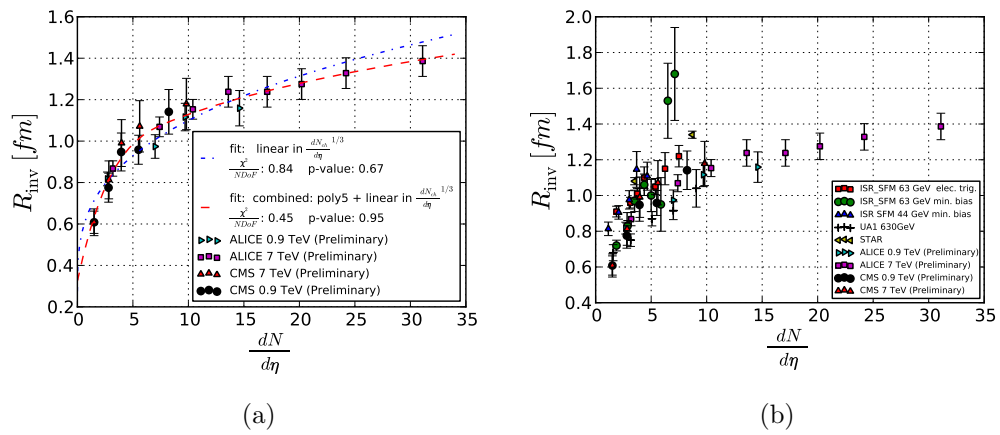 1.6
1.4
1.2
1.0
0.8
0.6
0.4
0.2
R_inv [fm]
0 5 10 15 20 25 30 35
dN
dη
fit: linear in dN_ch/dη ^1/3
χ²/NDoF : 0.84 p-value: 0.67
fit: combined: poly5 + linear in dN_ch/dη ^1/3
χ²/NDoF : 0.45 p-value: 0.95
ALICE 0.9 TeV (Preliminary)
ALICE 7 TeV (Preliminary)
CMS 7 TeV (Preliminary)
CMS 0.9 TeV (Preliminary)
(a)
2.0
1.8
1.6
1.4
1.2
1.0
0.8
0.6
0.4
R_inv [fm]
0 5 10 15 20 25 30 35
dN
dη
ISR_SFM 63 GeV elec. trig.
ISR_SFM 63 GeV min. bias
ISR SFM 44 GeV min. bias
UA1 630GeV
STAR
ALICE 0.9 TeV (Preliminary)
ALICE 7 TeV (Preliminary)
CMS 0.9 TeV (Preliminary)
CMS 7 TeV (Preliminary)
(b)